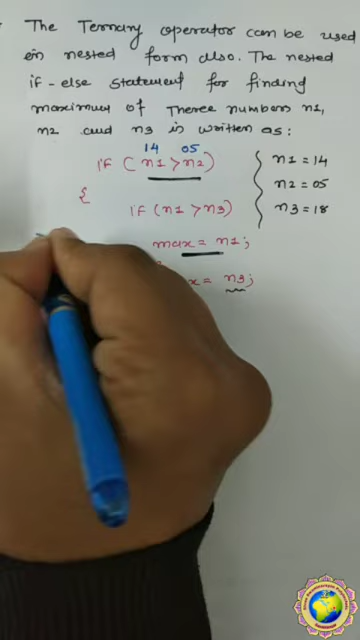 The Ternary operator can be used
in nested form also. The nested
if-else statement for finding
maximum of Theree numbers n1,
n2 and n3 is written as:
14 05
if (n1>n2)
{
if (n1>n3)
max = n1;
= n3;
n1 = 14
n2 = 05
n3 = 18